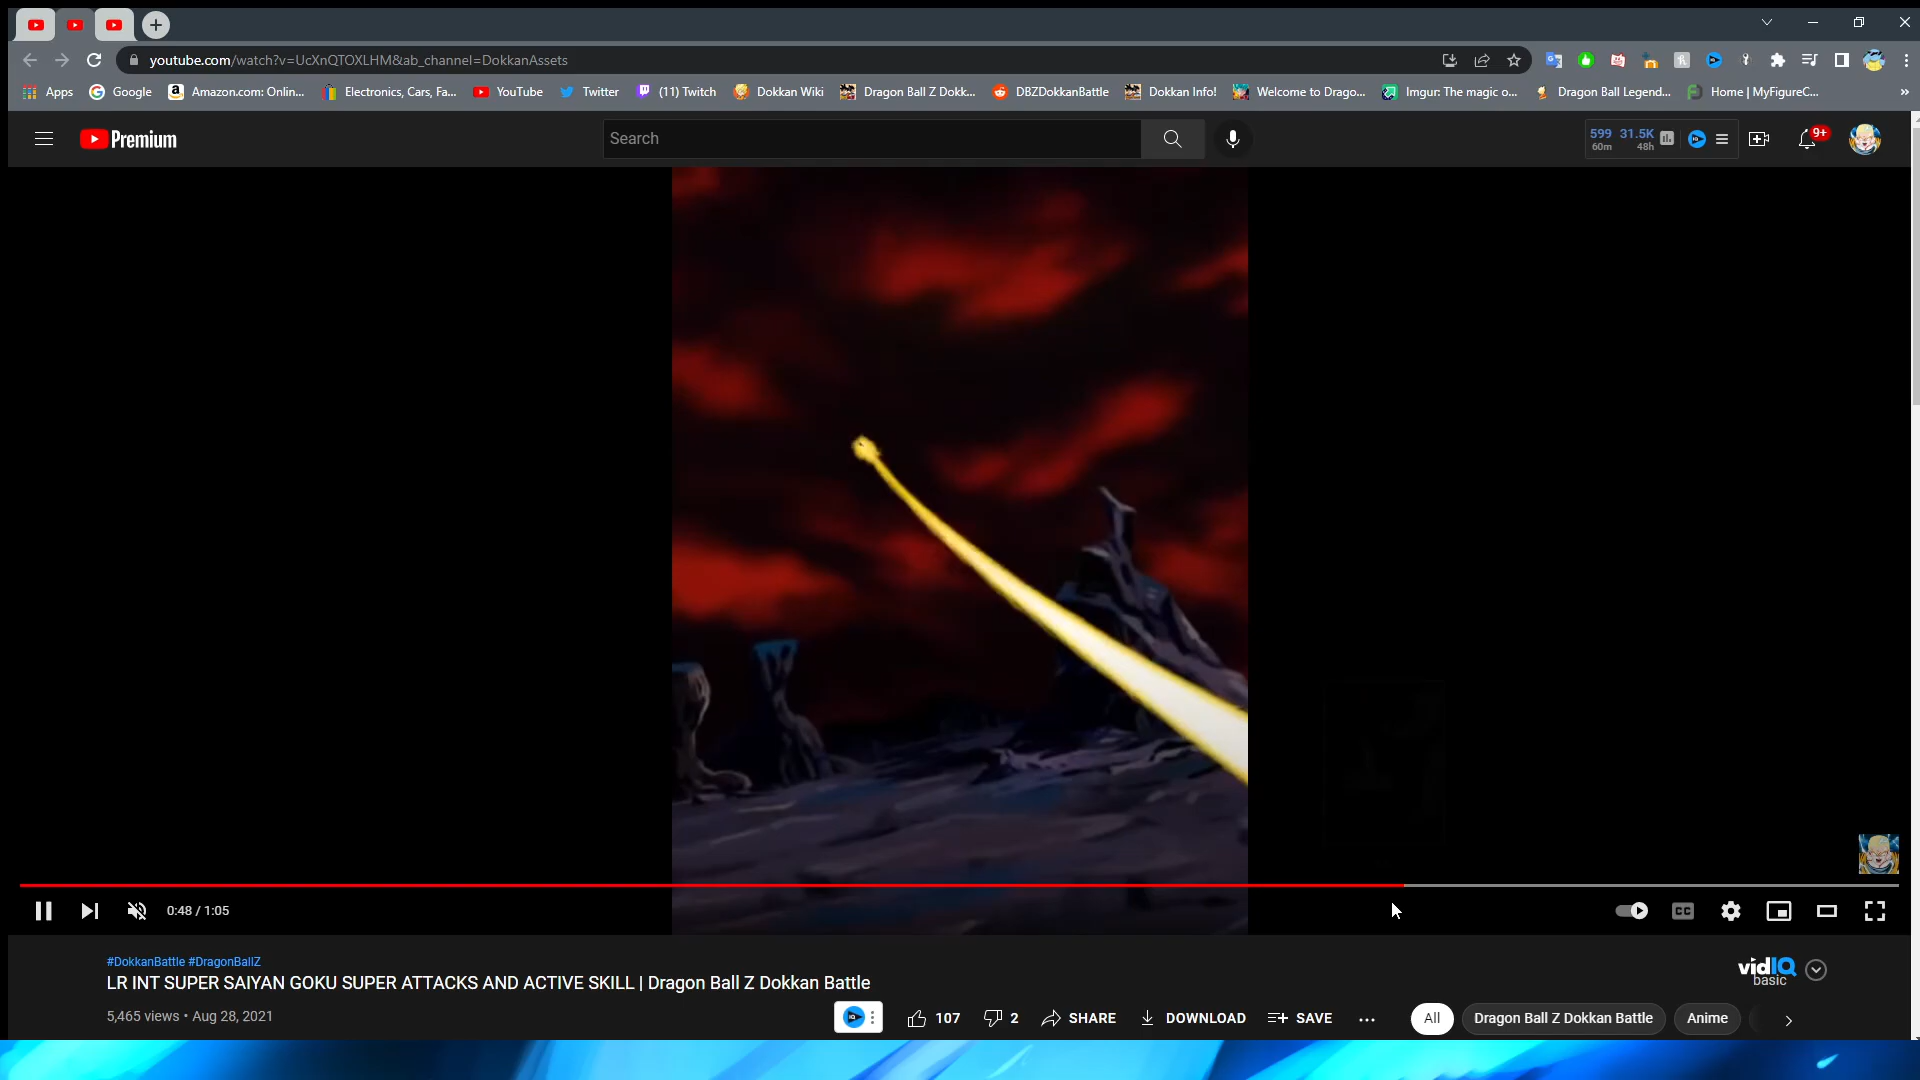 youtube.com/watch?v=UcXnQTOXLHM&ab_channel=DokkanAssets
Apps Google Amazon.com: Onlin... Electronics, Cars, Fa... YouTube Twitter (11) Twitch Dokkan Wiki Dragon Ball Z Dokk... DBZDokkanBattle Dokkan Info! Welcome to Drago... Imgur: The magic o... Dragon Ball Legend... Home | MyFigureC... »
Premium Search 599 31.5K 9+
60m 48h
0:48 / 1:05 CC
#DokkanBattle #DragonBallZ
LR INT SUPER SAIYAN GOKU SUPER ATTACKS AND ACTIVE SKILL | Dragon Ball Z Dokkan Battle
vidIQ
basic
5,465 views • Aug 28, 2021 107 2 SHARE DOWNLOAD SAVE ... All Dragon Ball Z Dokkan Battle Anime